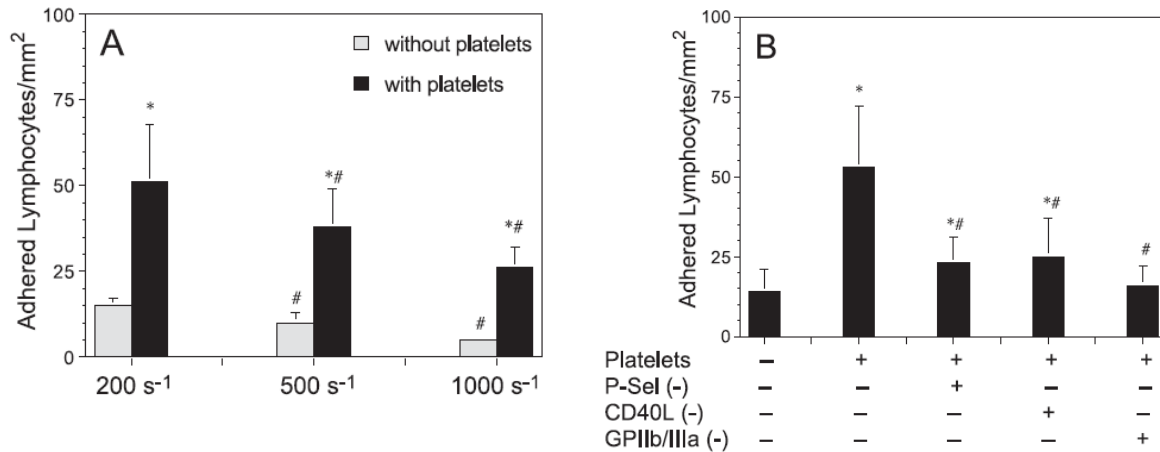 A
without platelets
with platelets
Adhered Lymphocytes/mm²
100
75
50
25
0
*
*#
*#
#
#
200 s⁻¹ 500 s⁻¹ 1000 s⁻¹
B
Adhered Lymphocytes/mm²
100
75
50
25
0
*
*#
*#
#
Platelets – + + + +
P-Sel (-) – – + – –
CD40L (-) – – – + –
GPIIb/IIIa (-) – – – – +